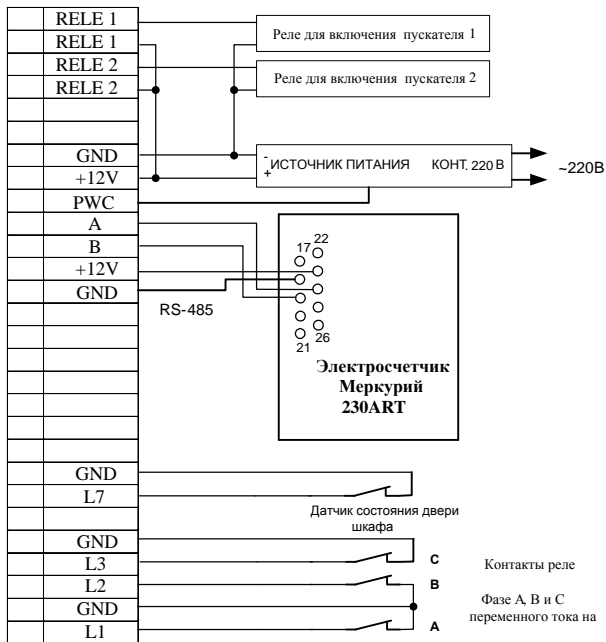 RELE 1
RELE 1
RELE 2
RELE 2
Реле для включения пускателя 1
Реле для включения пускателя 2
GND
+12V
PWC
- ИСТОЧНИК ПИТАНИЯ КОНТ. 220 В
+
~220В
A
B
+12V
GND
RS-485
17 22
21 26
Электросчетчик
Меркурий
230ART
GND
L7
Датчик состояния двери
шкафа
GND
L3
L2
GND
L1
C
B
A
Контакты реле
Фазе А, В и С
переменного тока на